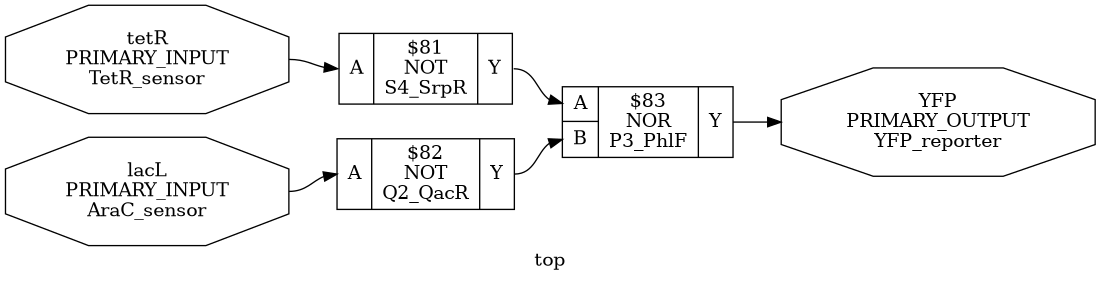 tetR
PRIMARY_INPUT
TetR_sensor
A
$81
NOT
S4_SrpR
Y
lacL
PRIMARY_INPUT
AraC_sensor
A
$82
NOT
Q2_QacR
Y
A
B
$83
NOR
P3_PhlF
Y
YFP
PRIMARY_OUTPUT
YFP_reporter
top